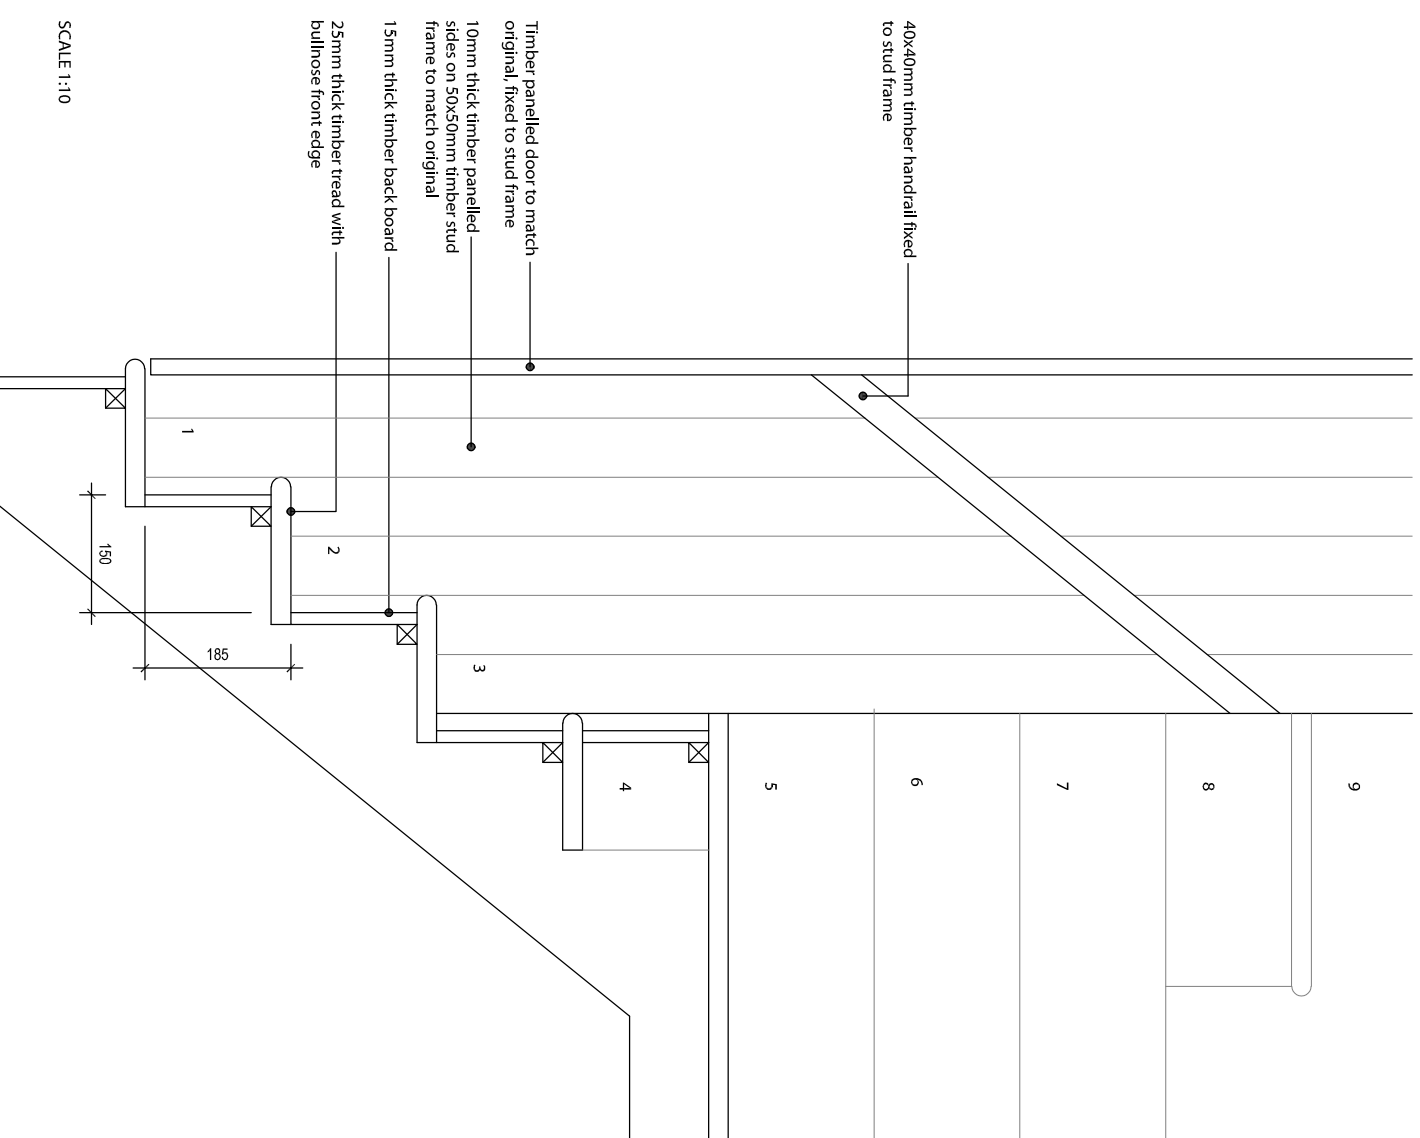 40x40mm timber handrail fixed
to stud frame
Timber panelled door to match
original, fixed to stud frame
10mm thick timber panelled
sides on 50x50mm timber stud
frame to match original
15mm thick timber back board
25mm thick timber tread with
bullnose front edge
SCALE 1:10
1
2
3
4
5
6
7
8
9
150
185